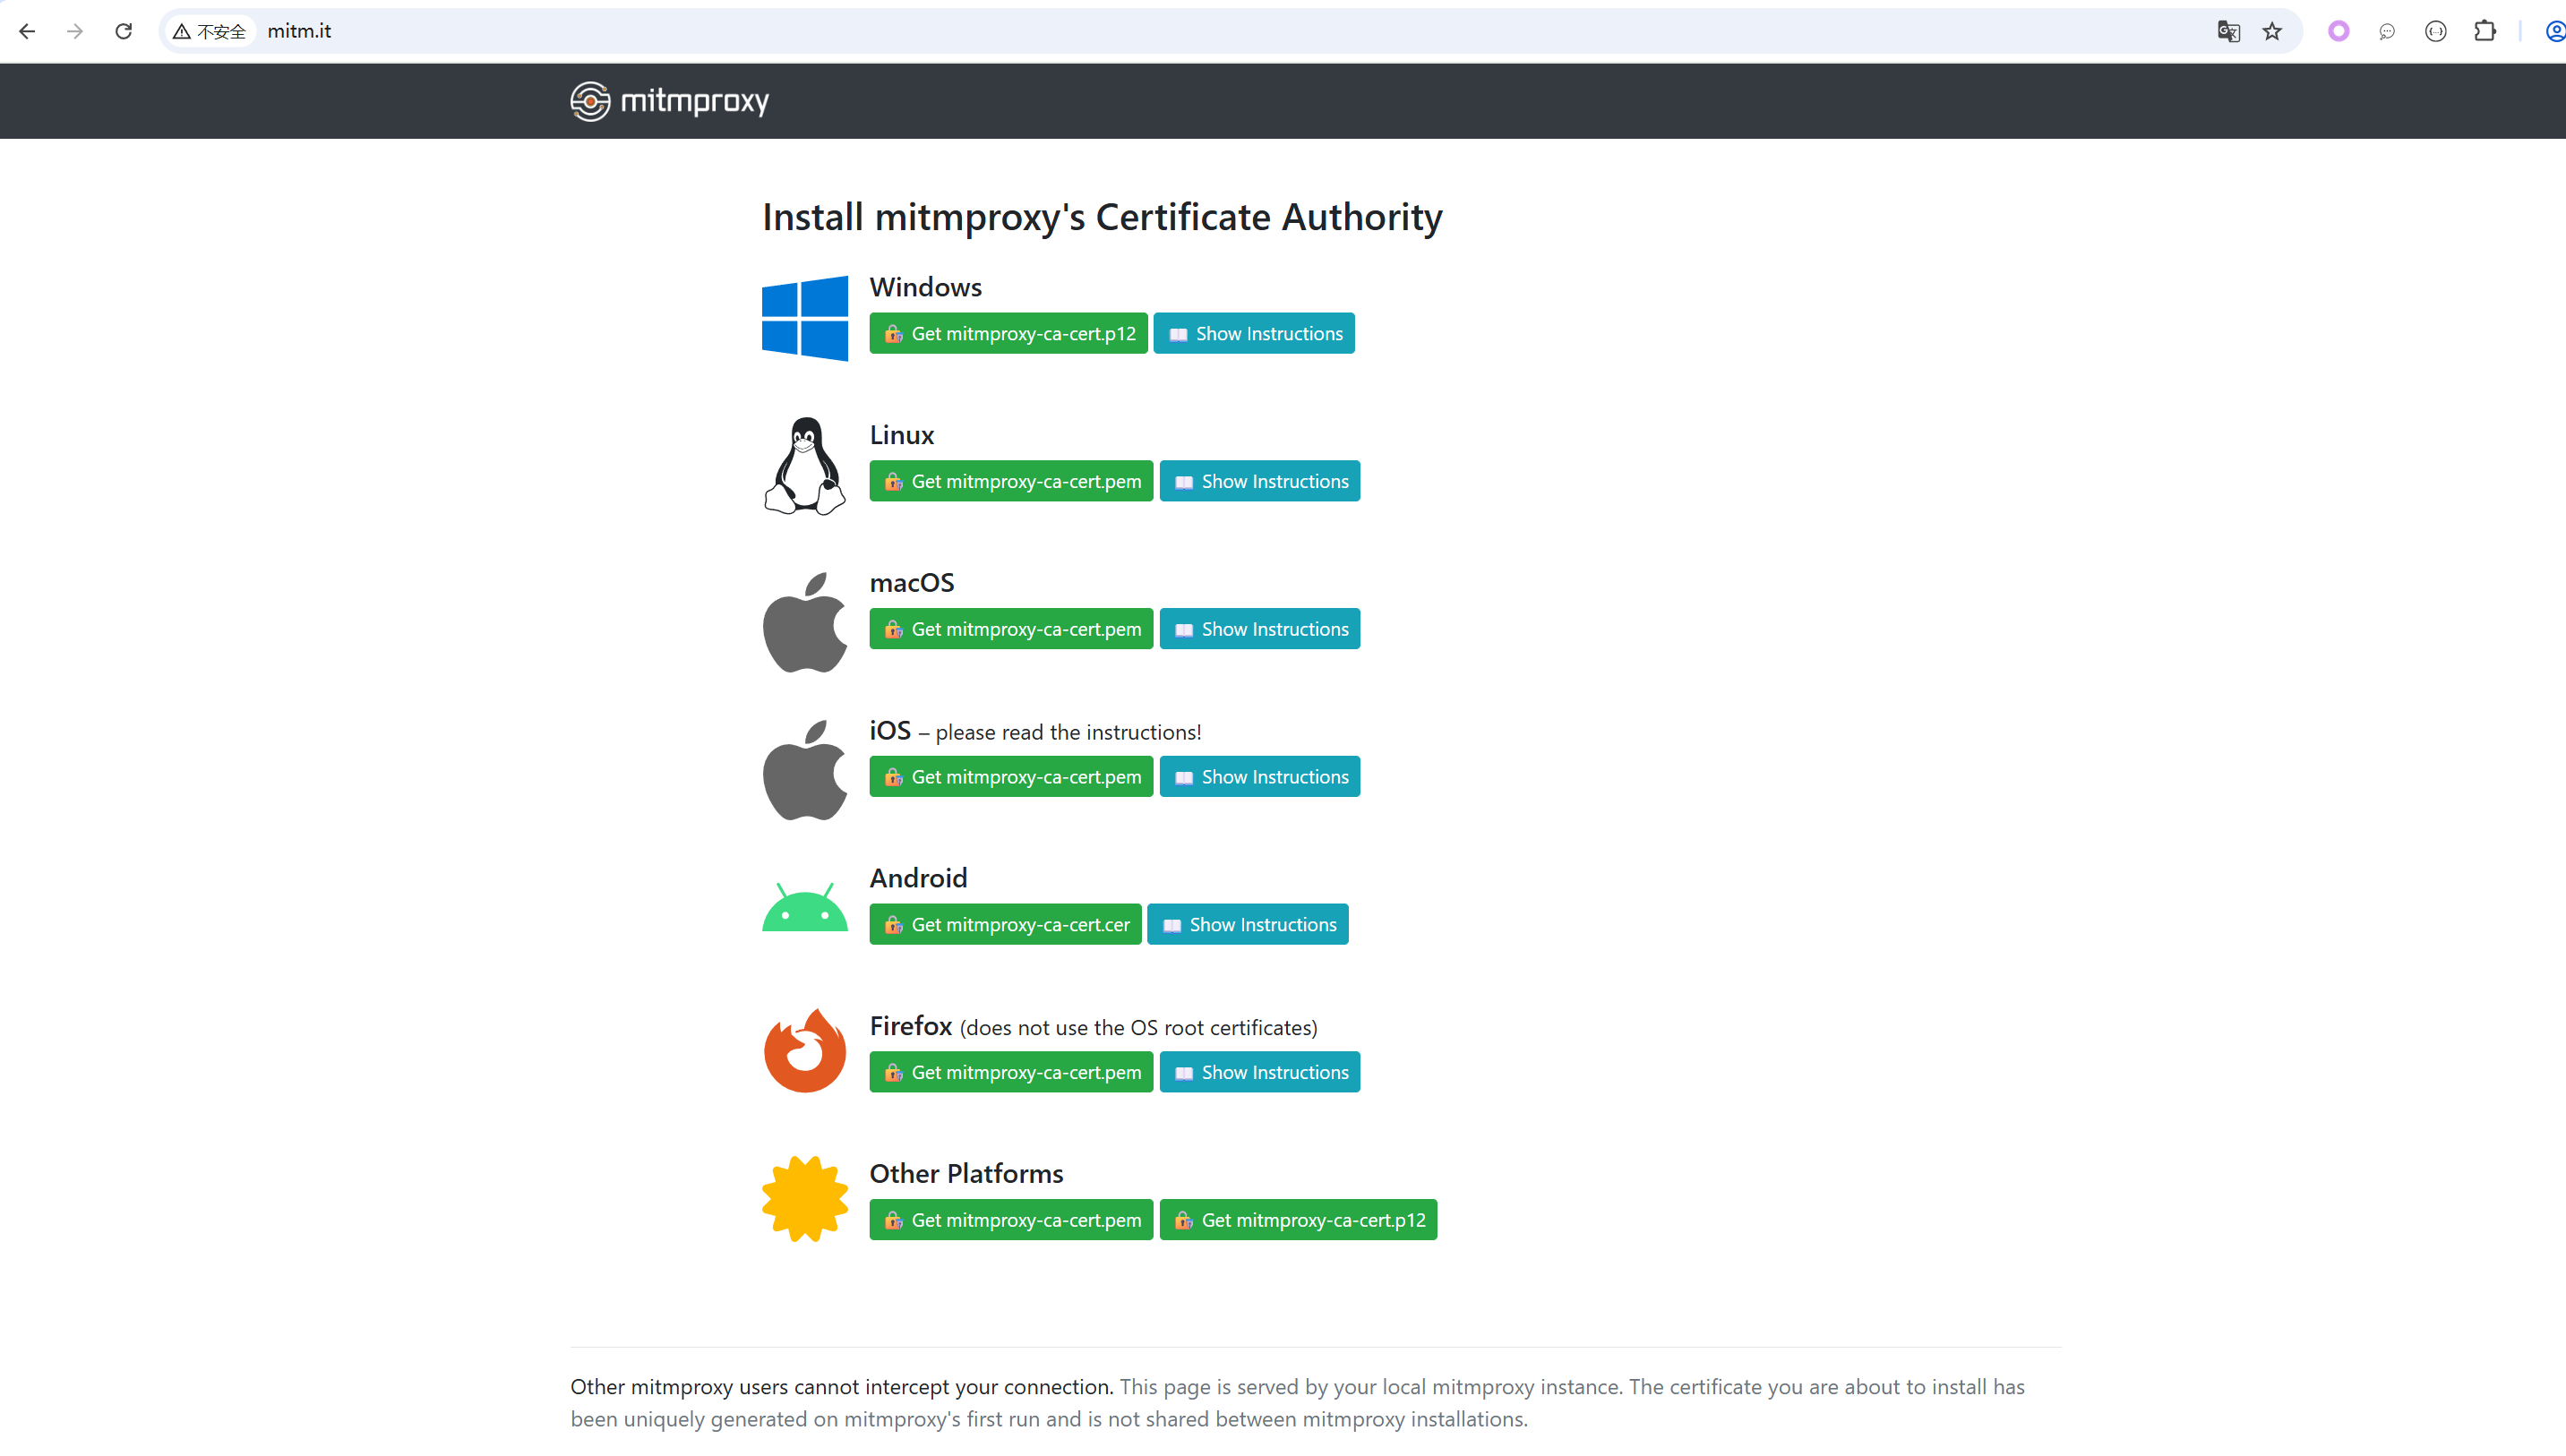 不安全 mitm.it
mitmproxy
Install mitmproxy's Certificate Authority
Windows
Get mitmproxy-ca-cert.p12 Show Instructions
Linux
Get mitmproxy-ca-cert.pem Show Instructions
macOS
Get mitmproxy-ca-cert.pem Show Instructions
iOS – please read the instructions!
Get mitmproxy-ca-cert.pem Show Instructions
Android
Get mitmproxy-ca-cert.cer Show Instructions
Firefox (does not use the OS root certificates)
Get mitmproxy-ca-cert.pem Show Instructions
Other Platforms
Get mitmproxy-ca-cert.pem Get mitmproxy-ca-cert.p12
Other mitmproxy users cannot intercept your connection. This page is served by your local mitmproxy instance. The certificate you are about to install has
been uniquely generated on mitmproxy's first run and is not shared between mitmproxy installations.